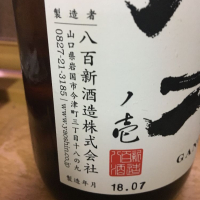 ノ壱
GAN
製造者
八百新酒造株式会社
山口県岩国市今津町三丁目十八の九
0827-21-3185
製造年月
18.07